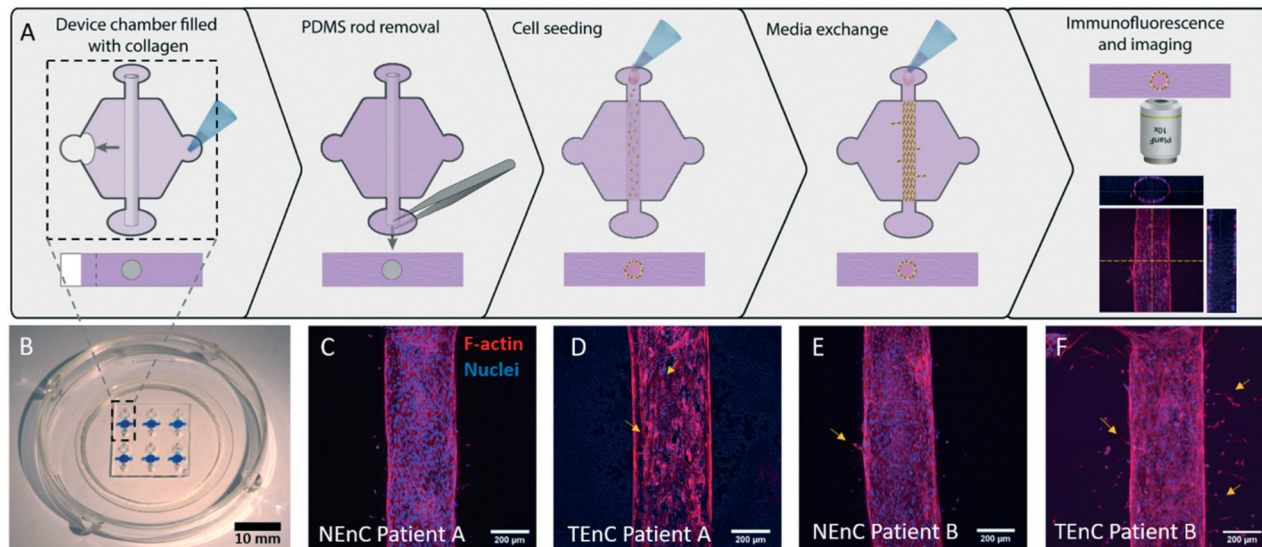 A
Device chamber filled
with collagen
PDMS rod removal
Cell seeding
Media exchange
Immunofluorescence
and imaging
PlanF
10x
B
10 mm
C
F-actin
Nuclei
NEnC Patient A
200 µm
D
TEnC Patient A
200 µm
E
NEnC Patient B
200 µm
F
TEnC Patient B
200 µm